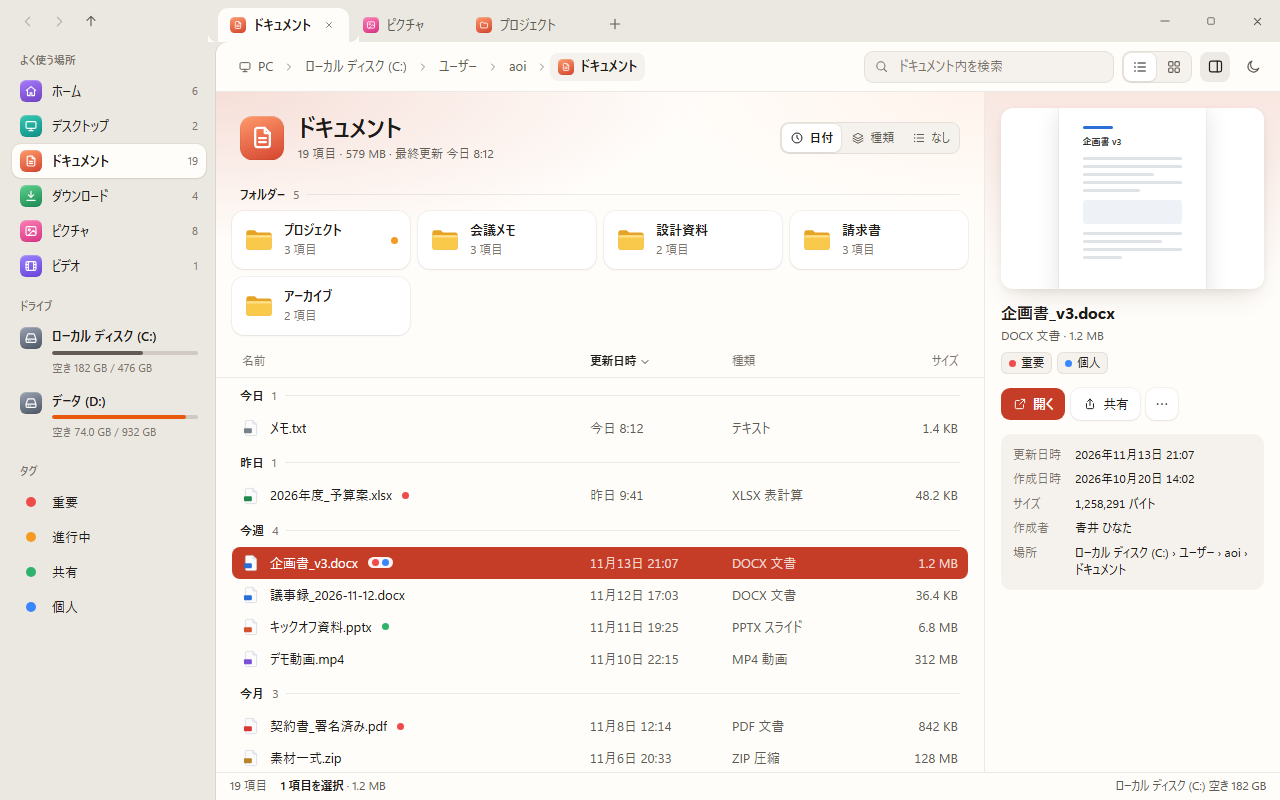 ドキュメント
ピクチャ
プロジェクト
よく使う場所
ホーム 6
デスクトップ 2
ドキュメント 19
ダウンロード 4
ピクチャ 8
ビデオ 1
ドライブ
ローカル ディスク (C:)
空き 182 GB / 476 GB
データ (D:)
空き 74.0 GB / 932 GB
タグ
重要
進行中
共有
個人
PC › ローカル ディスク (C:) › ユーザー › aoi › ドキュメント
ドキュメント内を検索
ドキュメント
19 項目 · 579 MB · 最終更新 今日 8:12
日付 種類 なし
フォルダー 5
プロジェクト
3 項目
会議メモ
3 項目
設計資料
2 項目
請求書
3 項目
アーカイブ
2 項目
名前 更新日時 種類 サイズ
今日 1
メモ.txt 今日 8:12 テキスト 1.4 KB
昨日 1
2026年度_予算案.xlsx 昨日 9:41 XLSX 表計算 48.2 KB
今週 4
企画書_v3.docx 11月13日 21:07 DOCX 文書 1.2 MB
議事録_2026-11-12.docx 11月12日 17:03 DOCX 文書 36.4 KB
キックオフ資料.pptx 11月11日 19:25 PPTX スライド 6.8 MB
デモ動画.mp4 11月10日 22:15 MP4 動画 312 MB
今月 3
契約書_署名済み.pdf 11月8日 12:14 PDF 文書 842 KB
素材一式.zip 11月6日 20:33 ZIP 圧縮 128 MB
企画書 v3
企画書_v3.docx
DOCX 文書 · 1.2 MB
重要 個人
開く 共有
更新日時 2026年11月13日 21:07
作成日時 2026年10月20日 14:02
サイズ 1,258,291 バイト
作成者 青井 ひなた
場所 ローカル ディスク (C:) › ユーザー › aoi ›
ドキュメント
19 項目 1 項目を選択 · 1.2 MB
ローカル ディスク (C:) 空き 182 GB